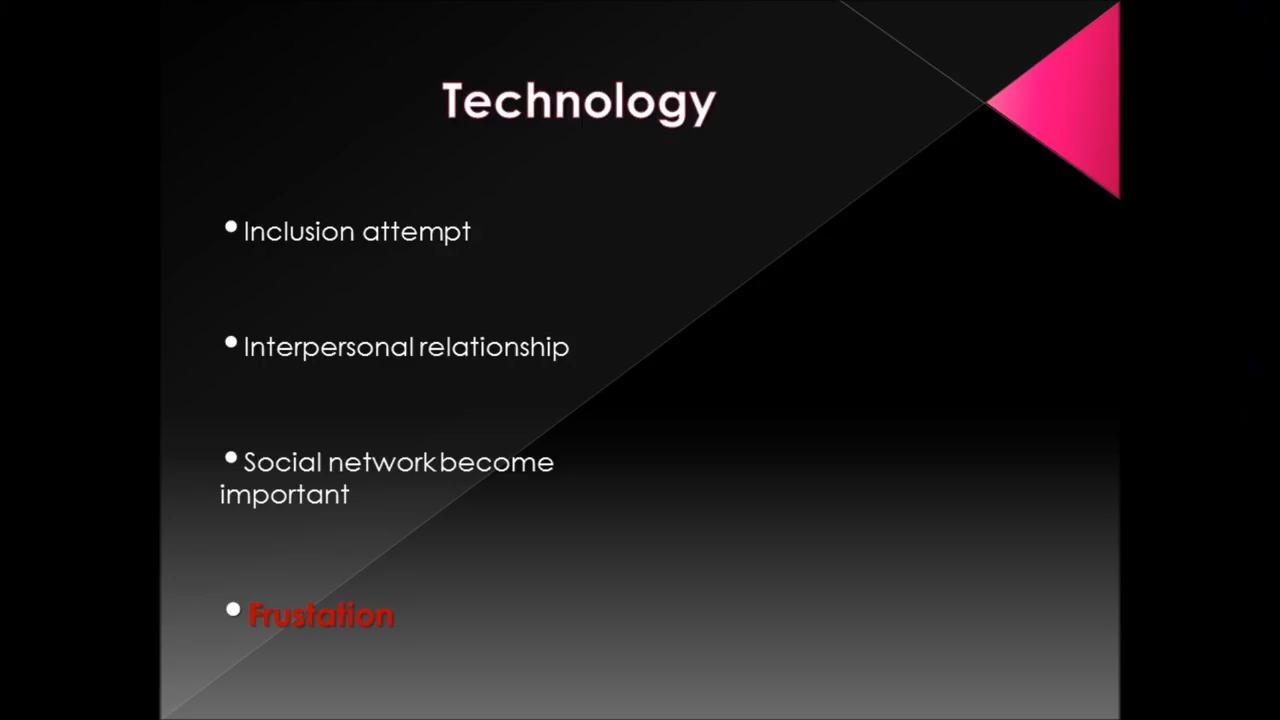 Technology
•Inclusion attempt
•Interpersonal relationship
•Social network become
important
•Frustation